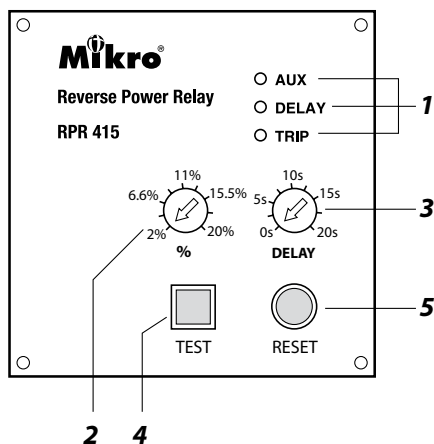 Mikro®
Reverse Power Relay
RPR 415
AUX
DELAY
TRIP
1
11%
6.6%
15.5%
2%
20%
%
10s
5s
15s
0s
20s
DELAY
3
TEST
RESET
5
2
4